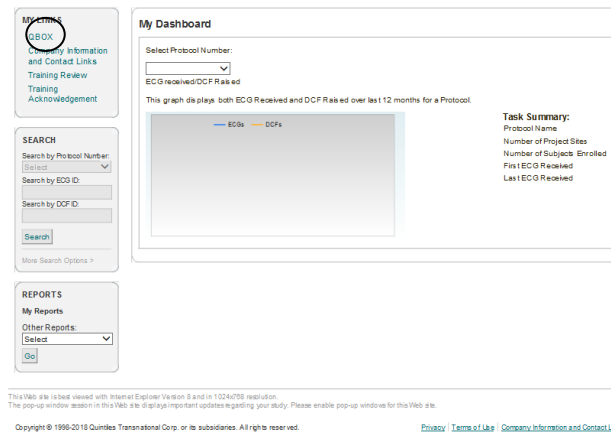 MY LINKS
QBOX
Company Information
and Contact Links
Training Review
Training
Acknowledgement
SEARCH
Search by Protocol Number:
Select
Search by ECG ID:
Search by DCF ID:
Search
More Search Options >
REPORTS
My Reports
Other Reports:
Select
Go
My Dashboard
Select Protocol Number:
ECG received/DCF Raised
This graph displays both ECG Received and DCF Raised over last 12 months for a Protocol.
ECGs DCFs
Task Summary:
Protocol Name
Number of Project Sites
Number of Subjects Enrolled
First ECG Received
Last ECG Received
This Web site is best viewed with Internet Explorer Version 8 and in 1024x768 resolution.
The pop-up window session in this Web site displays important updates regarding your study. Please enable pop-up windows for this Web site.
Copyright © 1998-2018 Quintiles Transnational Corp. or its subsidiaries. All rights reserved.
Privacy | Terms of Use | Company Information and Contact L